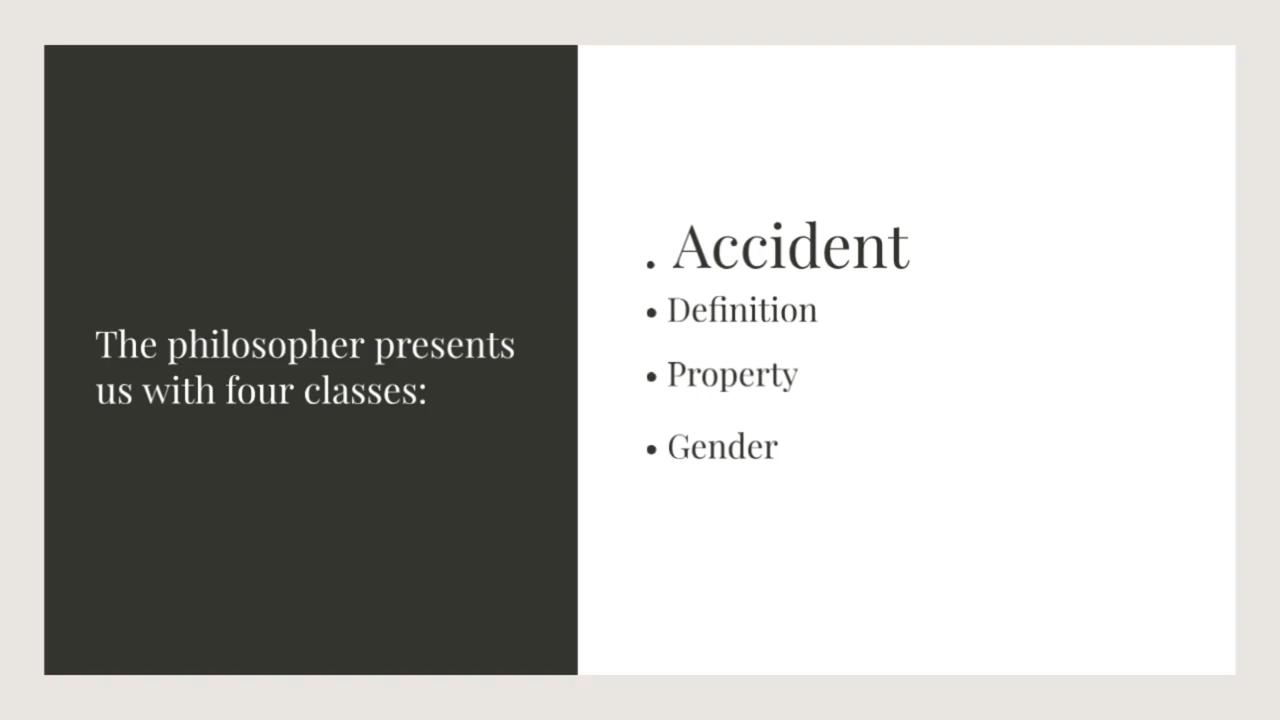 The philosopher presents
us with four classes:
. Accident
• Definition
• Property
• Gender